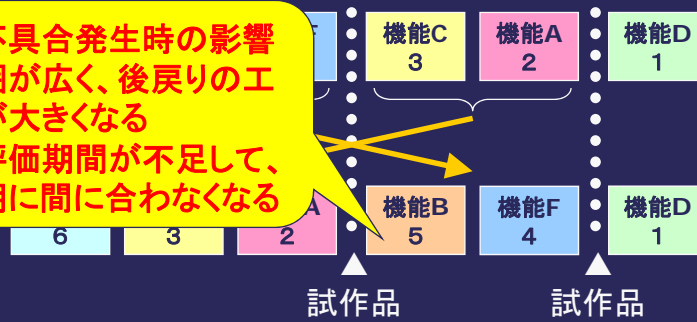 不具合発生時の影響
囲が広く、後戻りの工
が大きくなる
評価期間が不足して、
期に間に合わなくなる
機能C
3
機能A
2
機能D
1
6
3
A
2
機能B
5
機能F
4
機能D
1
試作品
試作品